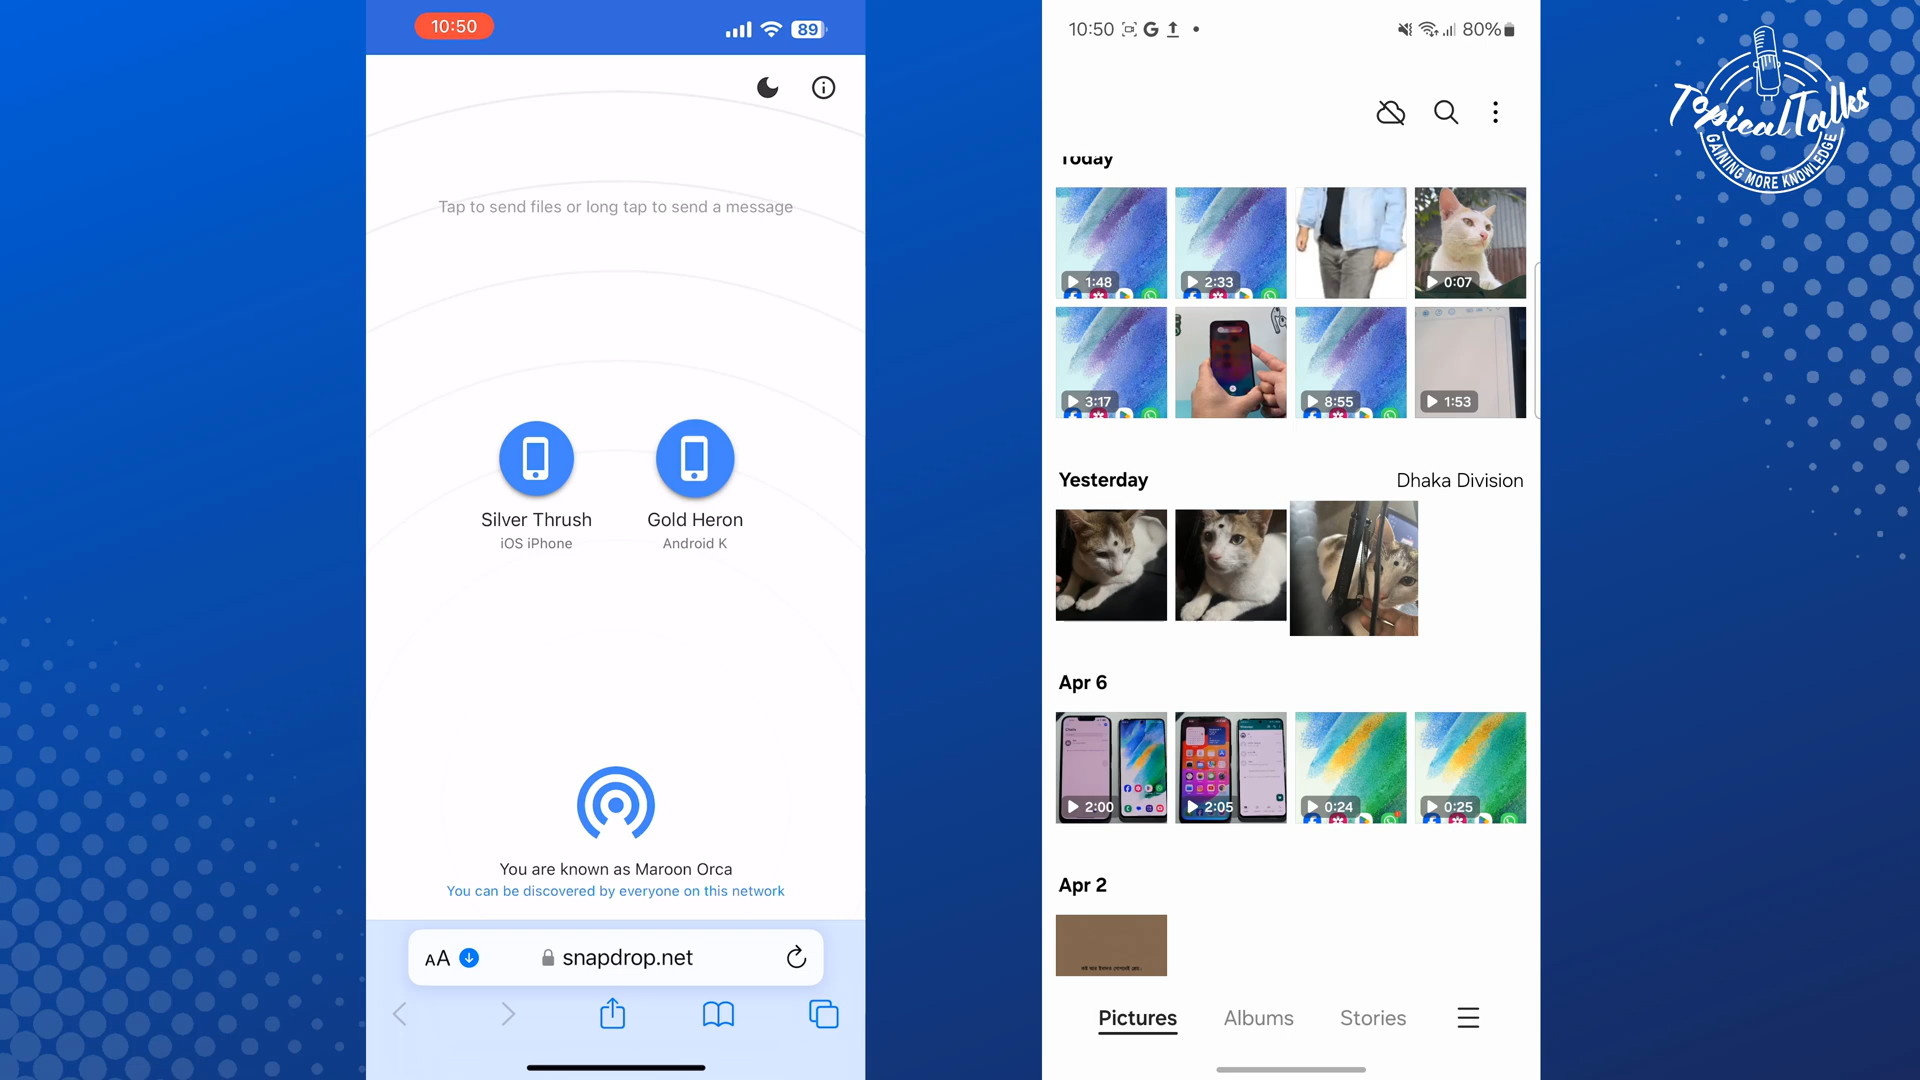 10:50
89
Tap to send files or long tap to send a message
Silver Thrush
iOS iPhone
Gold Heron
Android K
You are known as Maroon Orca
You can be discovered by everyone on this network
AA
snapdrop.net
10:50 G
80%
Today
1:48
2:33
0:07
3:17
8:55
1:53
Yesterday
Dhaka Division
Apr 6
2:00
2:05
0:24
0:25
Apr 2
Pictures
Albums
Stories
TopicalTalks
GAINING MORE KNOWLEDGE